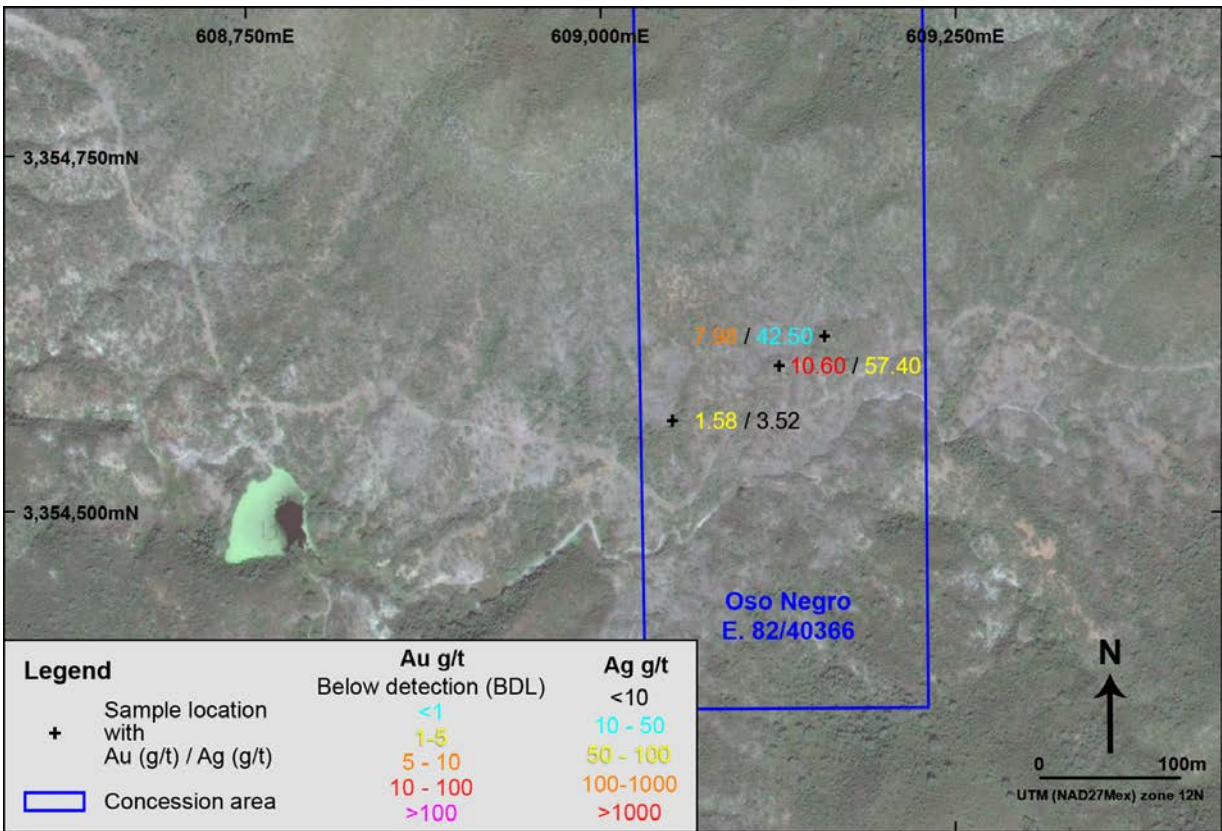 608,750mE 609,000mE 609,250mE
3,354,750mN
7.98 / 42.50
10.60 / 57.40
1.58 / 3.52
3,354,500mN
Oso Negro
E. 82/40366
Legend
Sample location
with
Au (g/t) / Ag (g/t)
Concession area
Au g/t
Below detection (BDL)
<1
1-5
5 - 10
10 - 100
>100
Ag g/t
<10
10 - 50
50 - 100
100-1000
>1000
N
0 100m
UTM (NAD27Mex) zone 12N